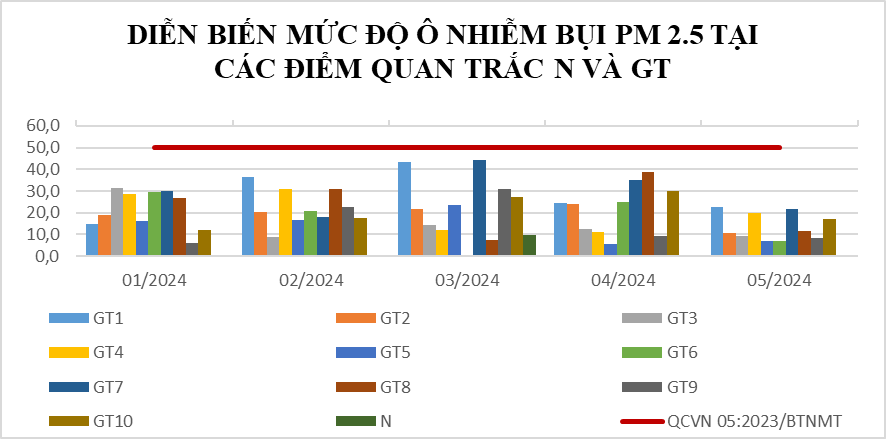 DIỄN BIẾN MỨC ĐỘ Ô NHIỄM BỤI PM 2.5 TẠI
CÁC ĐIỂM QUAN TRẮC N VÀ GT
60,0
50,0
40,0
30,0
20,0
10,0
0,0
01/2024 02/2024 03/2024 04/2024 05/2024
GT1 GT2 GT3
GT4 GT5 GT6
GT7 GT8 GT9
GT10 N QCVN 05:2023/BTNMT